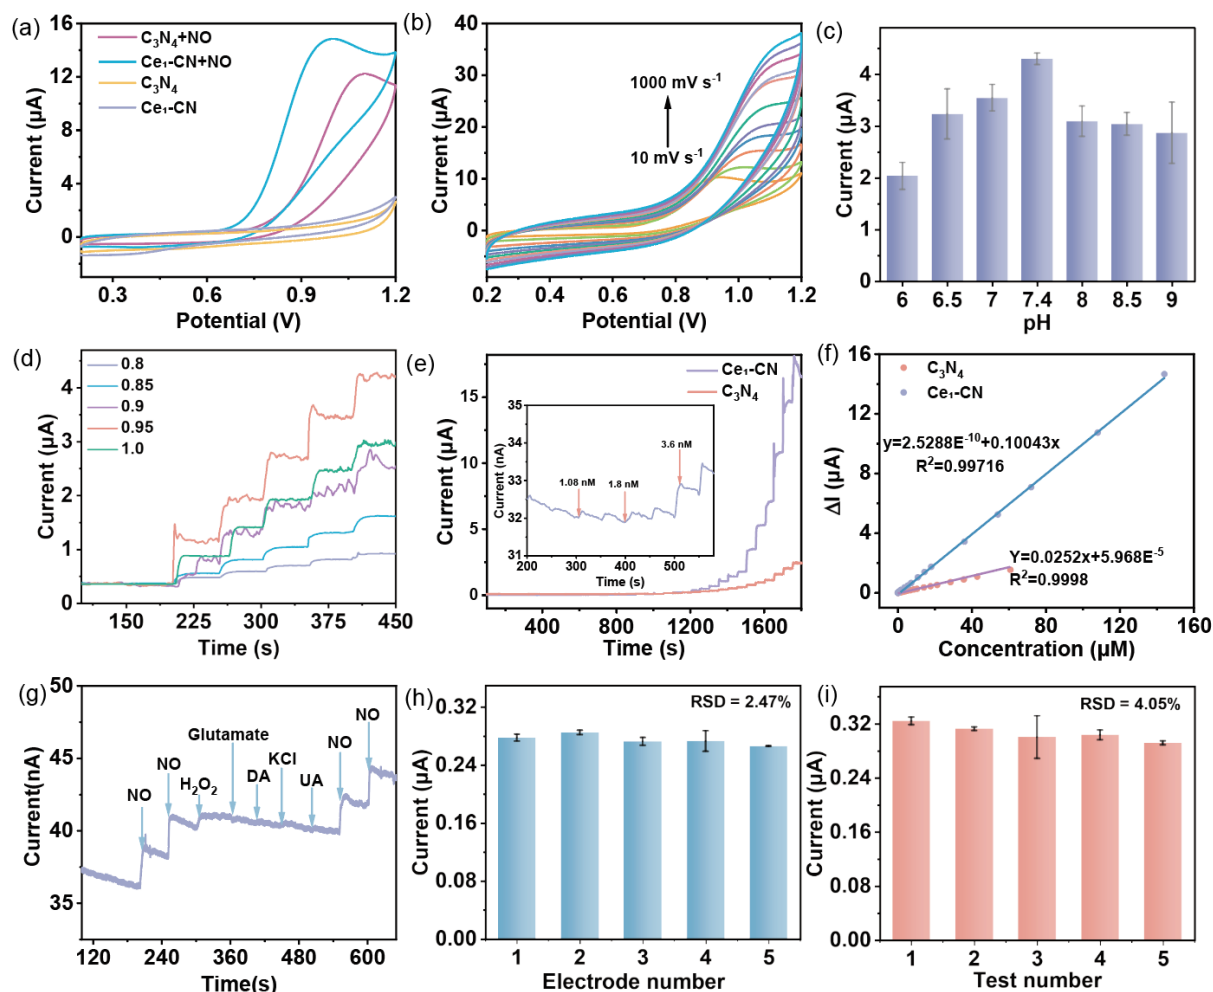 (a)
C₃N₄+NO
Ce₁-CN+NO
C₃N₄
Ce₁-CN
16
12
8
4
0
Current (μA)
0.3 0.6 0.9 1.2
Potential (V)
(b)
1000 mV s⁻¹
10 mV s⁻¹
40
30
20
10
0
Current (μA)
0.2 0.4 0.6 0.8 1.0 1.2
Potential (V)
(c)
5
4
3
2
1
0
Current (μA)
6 6.5 7 7.4 8 8.5 9
pH
(d)
0.8
0.85
0.9
0.95
1.0
4
3
2
1
0
Current (μA)
150 225 300 375 450
Time (s)
(e)
Ce₁-CN
C₃N₄
15
10
5
0
Current (μA)
400 800 1200 1600
Time (s)
35
34
33
32
31
Current (nA)
1.08 nM
1.8 nM
3.6 nM
200 300 400 500
Time (s)
(f)
C₃N₄
Ce₁-CN
y=2.5288E⁻¹⁰+0.10043x
R²=0.99716
Y=0.0252x+5.968E⁻⁵
R²=0.9998
16
12
8
4
0
ΔI (μA)
0 40 80 120 160
Concentration (μM)
(g)
50
45
40
35
Current(nA)
NO
NO
H₂O₂
Glutamate
DA
KCl
UA
NO
NO
120 240 360 480 600
Time(s)
(h)
RSD = 2.47%
0.32
0.24
0.16
0.08
0.00
Current (μA)
1 2 3 4 5
Electrode number
(i)
RSD = 4.05%
0.32
0.24
0.16
0.08
0.00
Current (μA)
1 2 3 4 5
Test number